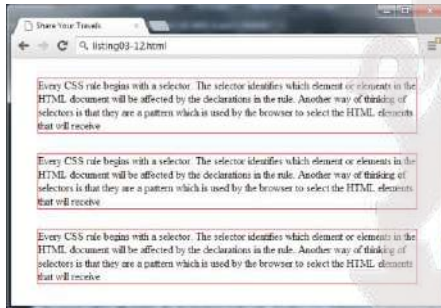 Share Your Travels
listing03-12.html
Every CSS rule begins with a selector. The selector identifies which element or elements in the
HTML document will be affected by the declarations in the rule. Another way of thinking of
selectors is that they are a pattern which is used by the browser to select the HTML elements
that will receive
Every CSS rule begins with a selector. The selector identifies which element or elements in the
HTML document will be affected by the declarations in the rule. Another way of thinking of
selectors is that they are a pattern which is used by the browser to select the HTML elements
that will receive
Every CSS rule begins with a selector. The selector identifies which element or elements in the
HTML document will be affected by the declarations in the rule. Another way of thinking of
selectors is that they are a pattern which is used by the browser to select the HTML elements
that will receive